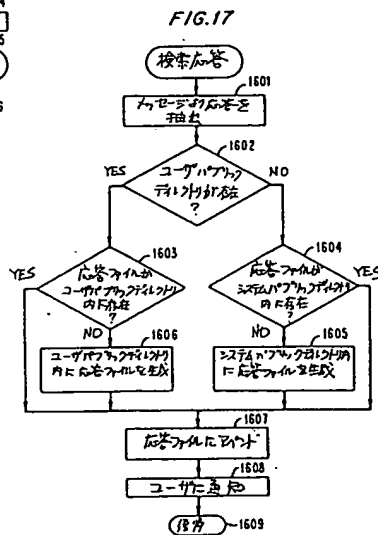 FIG.17
検索応答
1601
メッセージより応答を
抽出
1602
ユーザパブリック
ディレクトリが存在
?
YES
NO
1603
応答ファイルが
ユーザパブリックディレクトリ
内に存在
?
YES
NO
1604
応答ファイルが
システムパブリックディレクトリ
内に存在
?
YES
NO
1606
ユーザパブリックディレクトリ
内に応答ファイルを生成
1605
システムパブリックディレクトリ内
に応答ファイルを生成
1607
応答ファイルにアペンド
1608
ユーザに通知
1609